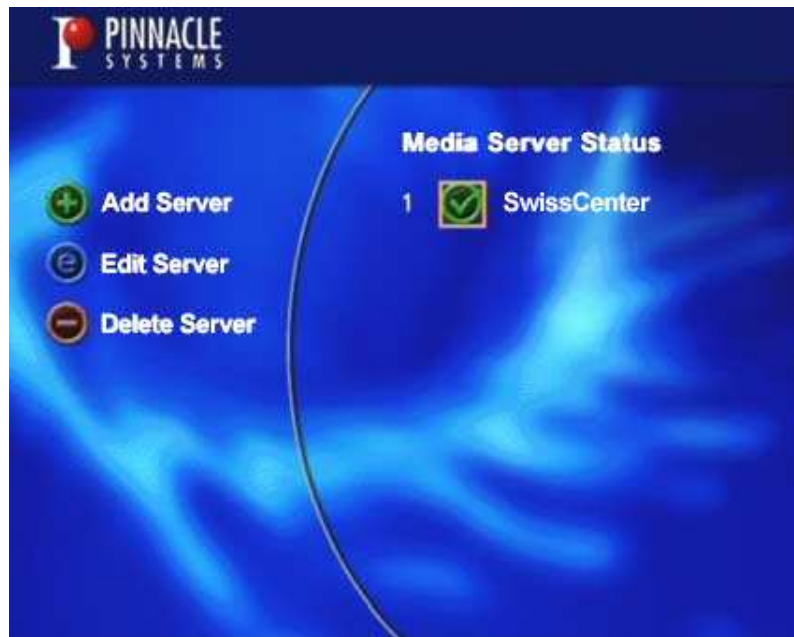 PINNACLE
SYSTEMS
Media Server Status
Add Server
1 SwissCenter
e Edit Server
Delete Server